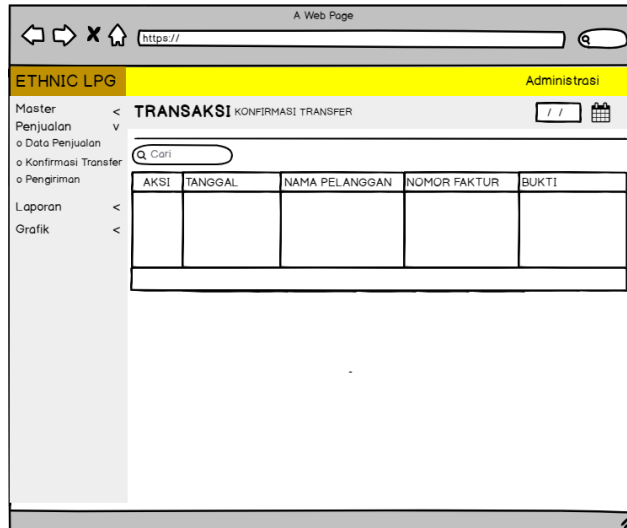 A Web Page
https://
ETHNIC LPG
Administrasi
Master <
Penjualan v
o Data Penjualan
o Konfirmasi Transfer
o Pengiriman
Laporan <
Grafik <
TRANSAKSI KONFIRMASI TRANSFER
/ /
Cari
AKSI TANGGAL NAMA PELANGGAN NOMOR FAKTUR BUKTI